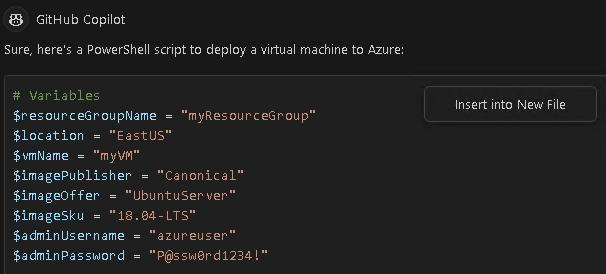 GitHub Copilot
Sure, here's a PowerShell script to deploy a virtual machine to Azure:
Insert into New File
# Variables
$resourceGroupName = "myResourceGroup"
$location = "EastUS"
$vmName = "myVM"
$imagePublisher = "Canonical"
$imageOffer = "UbuntuServer"
$imageSku = "18.04-LTS"
$adminUsername = "azureuser"
$adminPassword = "P@ssw0rd1234!"